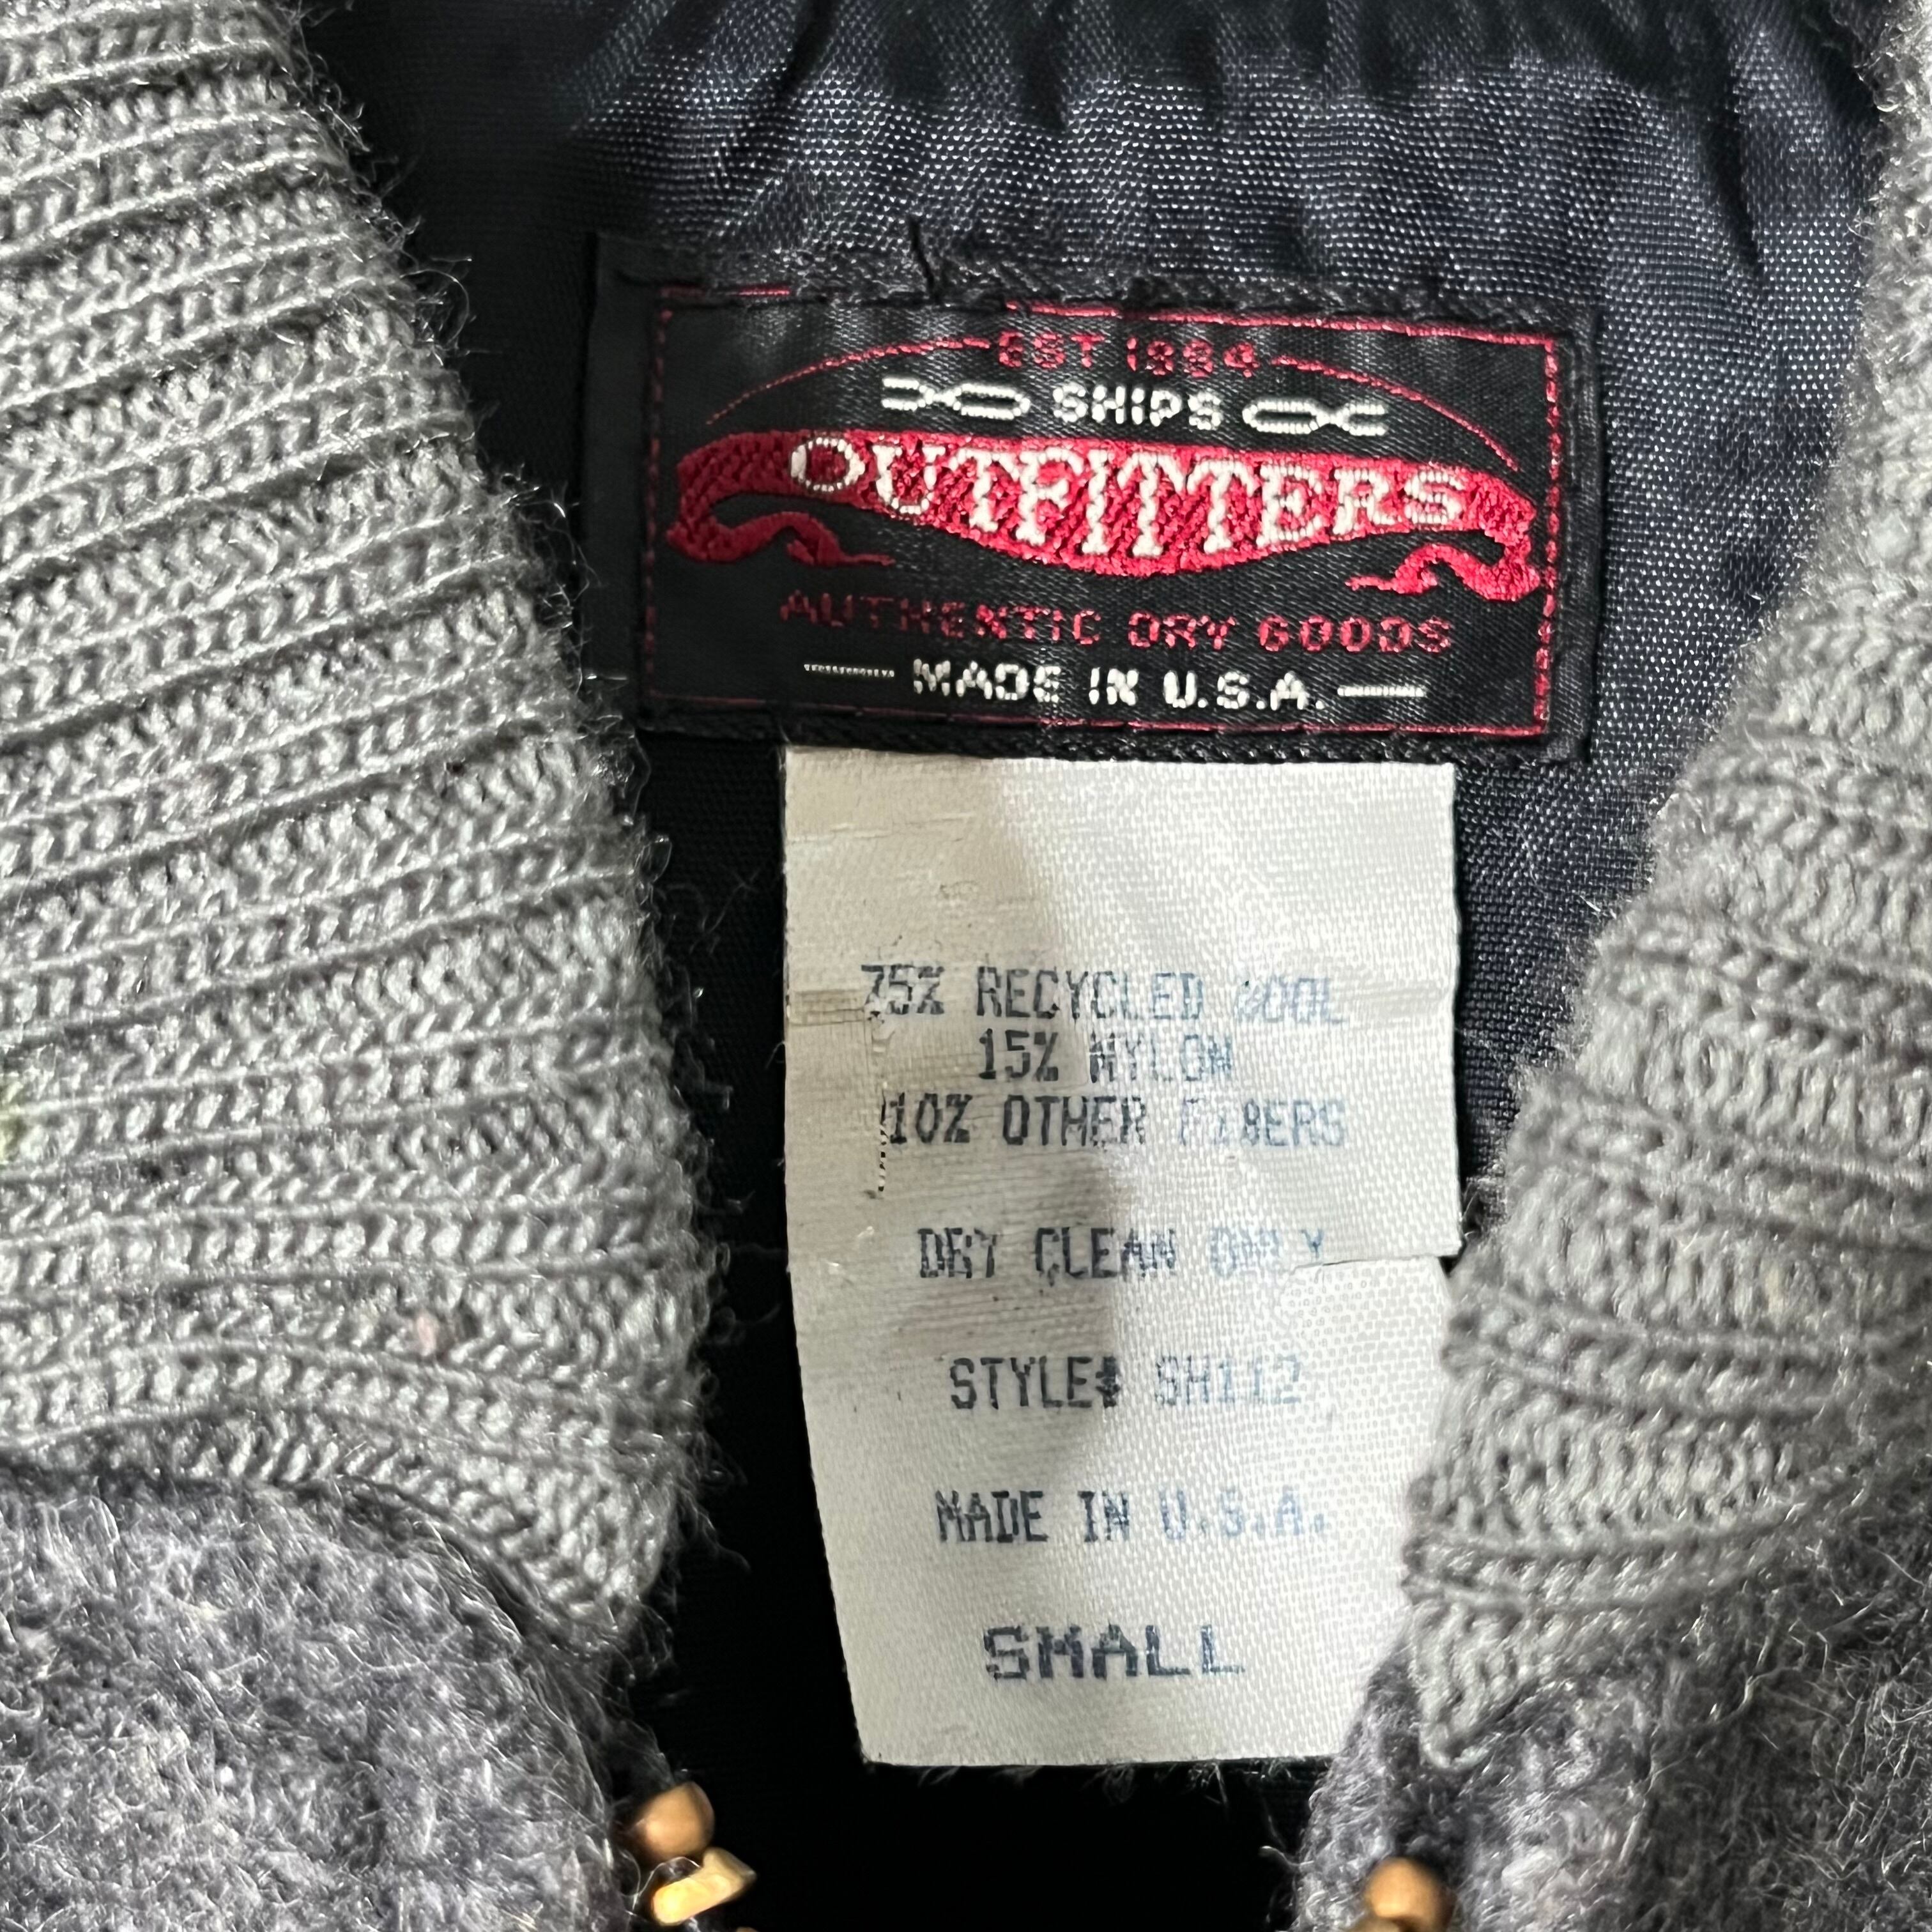 EST 1994
SHIPS
OUTFITTERS
AUTHENTIC DRY GOODS
MADE IN U.S.A.
75% RECYCLED WOOL
15% NYLON
10% OTHER FIBERS
DRY CLEAN ONLY
STYLE# SH112
MADE IN U.S.A.
SMALL